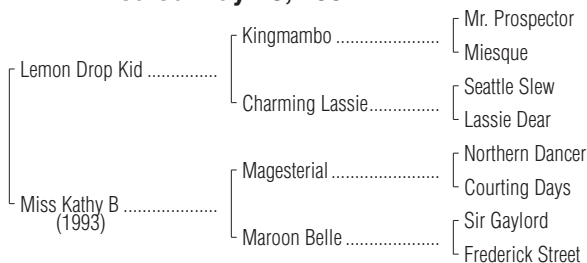 Mr. Prospector
Kingmambo ........................
Miesque
Lemon Drop Kid ...............
Seattle Slew
Charming Lassie ...............
Lassie Dear
Northern Dancer
Magesterial ........................
Courting Days
Miss Kathy B ....................
(1993)
Sir Gaylord
Maroon Belle .....................
Frederick Street